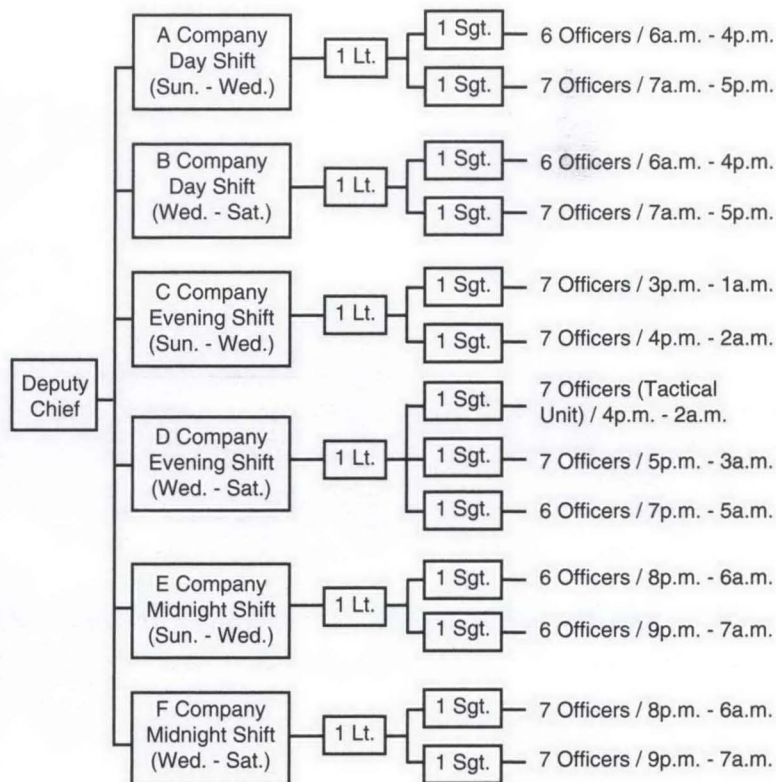 Deputy
Chief
A Company
Day Shift
(Sun. - Wed.)
1 Lt.
1 Sgt.
6 Officers / 6a.m. - 4p.m.
1 Sgt.
7 Officers / 7a.m. - 5p.m.
B Company
Day Shift
(Wed. - Sat.)
1 Lt.
1 Sgt.
6 Officers / 6a.m. - 4p.m.
1 Sgt.
7 Officers / 7a.m. - 5p.m.
C Company
Evening Shift
(Sun. - Wed.)
1 Lt.
1 Sgt.
7 Officers / 3p.m. - 1a.m.
1 Sgt.
7 Officers / 4p.m. - 2a.m.
D Company
Evening Shift
(Wed. - Sat.)
1 Lt.
1 Sgt.
7 Officers (Tactical
Unit) / 4p.m. - 2a.m.
1 Sgt.
7 Officers / 5p.m. - 3a.m.
1 Sgt.
6 Officers / 7p.m. - 5a.m.
E Company
Midnight Shift
(Sun. - Wed.)
1 Lt.
1 Sgt.
6 Officers / 8p.m. - 6a.m.
1 Sgt.
6 Officers / 9p.m. - 7a.m.
F Company
Midnight Shift
(Wed. - Sat.)
1 Lt.
1 Sgt.
7 Officers / 8p.m. - 6a.m.
1 Sgt.
7 Officers / 9p.m. - 7a.m.